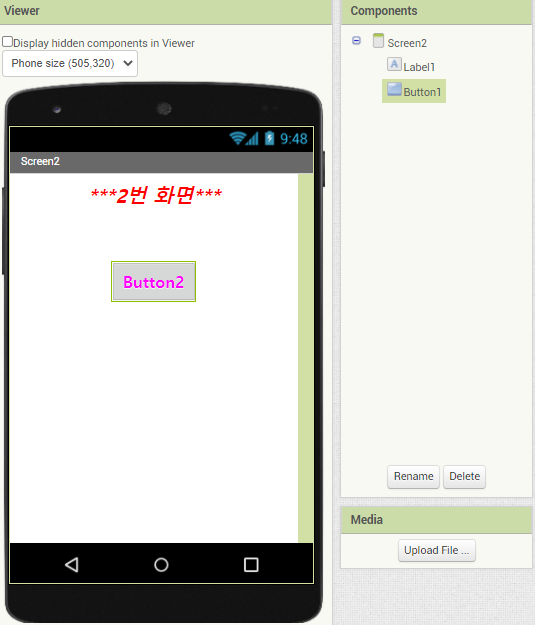 Viewer
Display hidden components in Viewer
Phone size (505,320)
9:48
Screen2
***2번 화면***
Button2
Components
Screen2
A Label1
Button1
Rename Delete
Media
Upload File ...